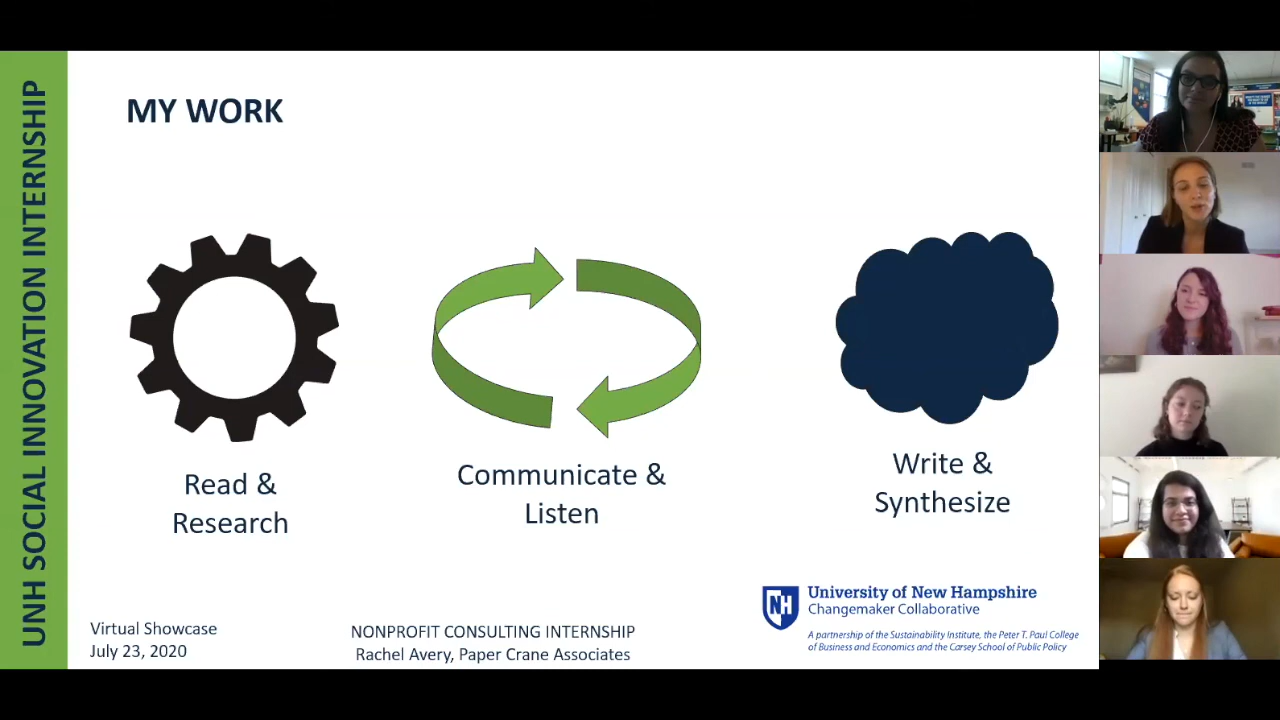 UNH SOCIAL INNOVATION INTERNSHIP
MY WORK
Read &
Research
Communicate &
Listen
Write &
Synthesize
Virtual Showcase
July 23, 2020
NONPROFIT CONSULTING INTERNSHIP
Rachel Avery, Paper Crane Associates
NH
University of New Hampshire
Changemaker Collaborative
A partnership of the Sustainability Institute, the Peter T. Paul College
of Business and Economics and the Carsey School of Public Policy